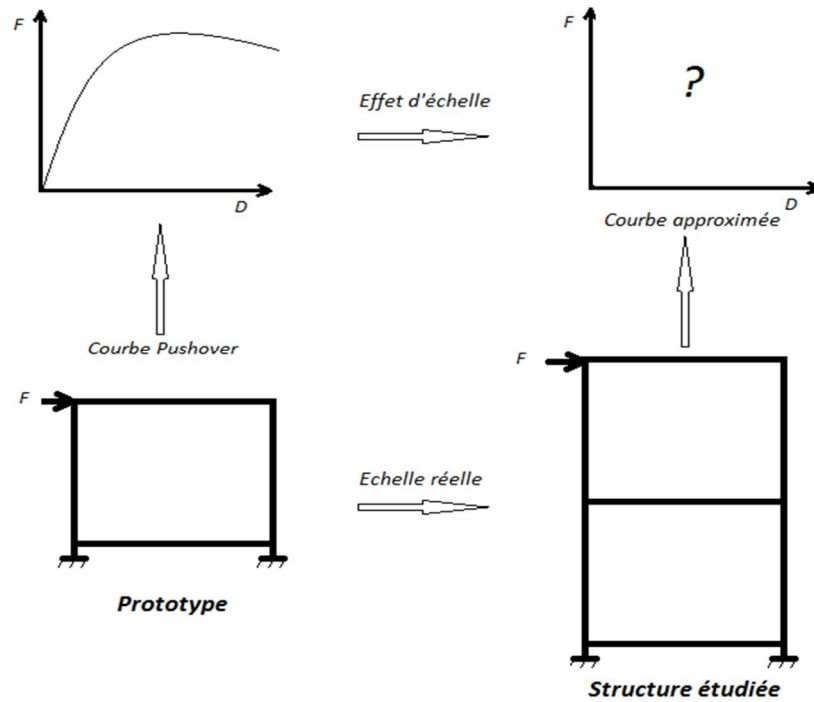 F
D
Effet d'échelle
F
?
D
Courbe approximée
Courbe Pushover
F
Prototype
Echelle réelle
F
Structure étudiée